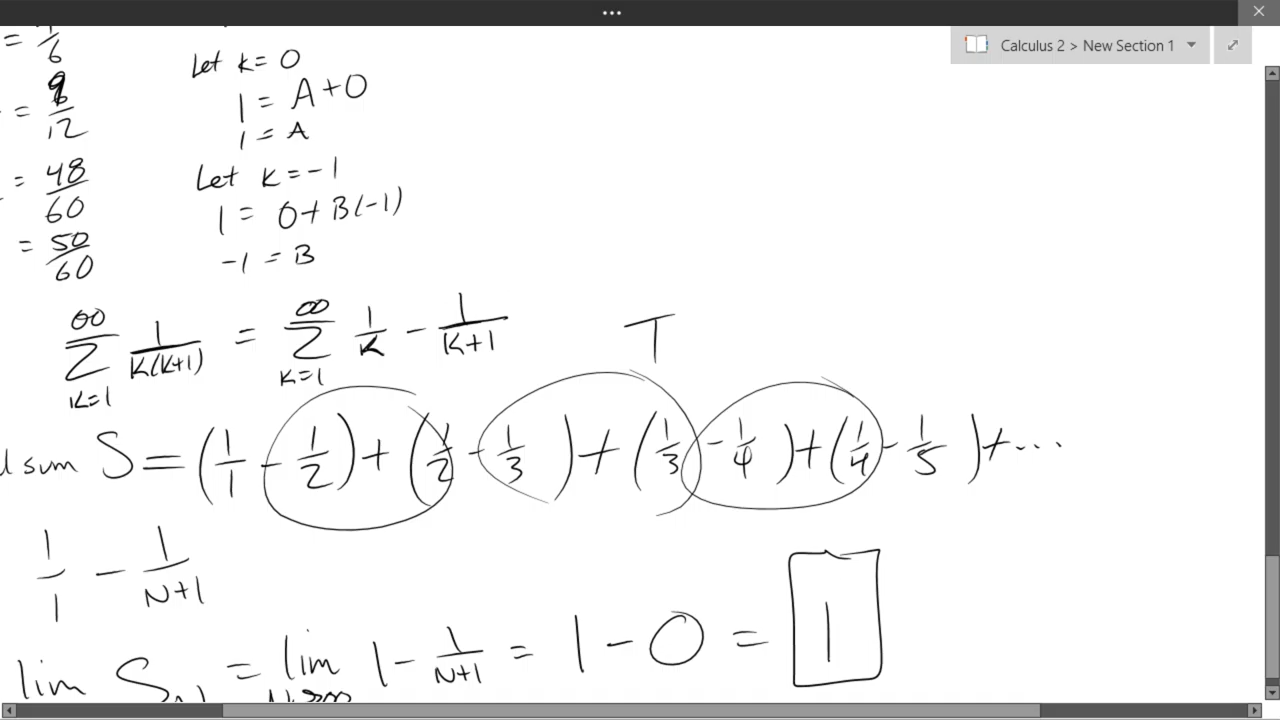 Calculus 2 > New Section 1
= 1/6
= 9/12
= 48/60
= 50/60
Let k = 0
1 = A + 0
1 = A
Let k = -1
1 = 0 + B(-1)
-1 = B
∞ Σ k=1 1/(k(k+1)) = ∞ Σ k=1 1/k - 1/(k+1)
T
sum S = (1/1 - 1/2) + (1/2 - 1/3) + (1/3 - 1/4) + (1/4 - 1/5) + ...
1/1 - 1/(N+1)
lim S = lim 1 - 1/(N+1) = 1 - 0 = 1